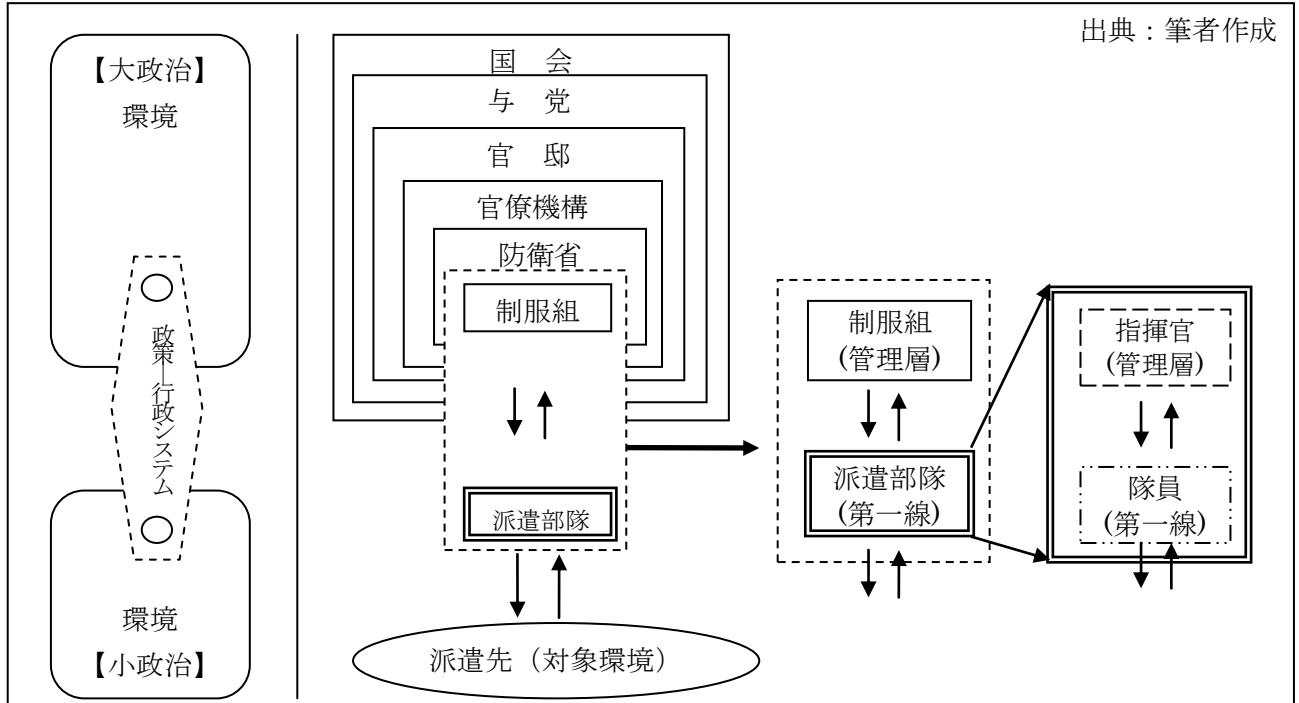 出典：筆者作成
【大政治】
環境
政策―行政システム
環境
【小政治】
国　会
与　党
官　邸
官僚機構
防衛省
制服組
派遣部隊
派遣先（対象環境）
制服組
(管理層)
派遣部隊
(第一線)
指揮官
(管理層)
隊員
(第一線)